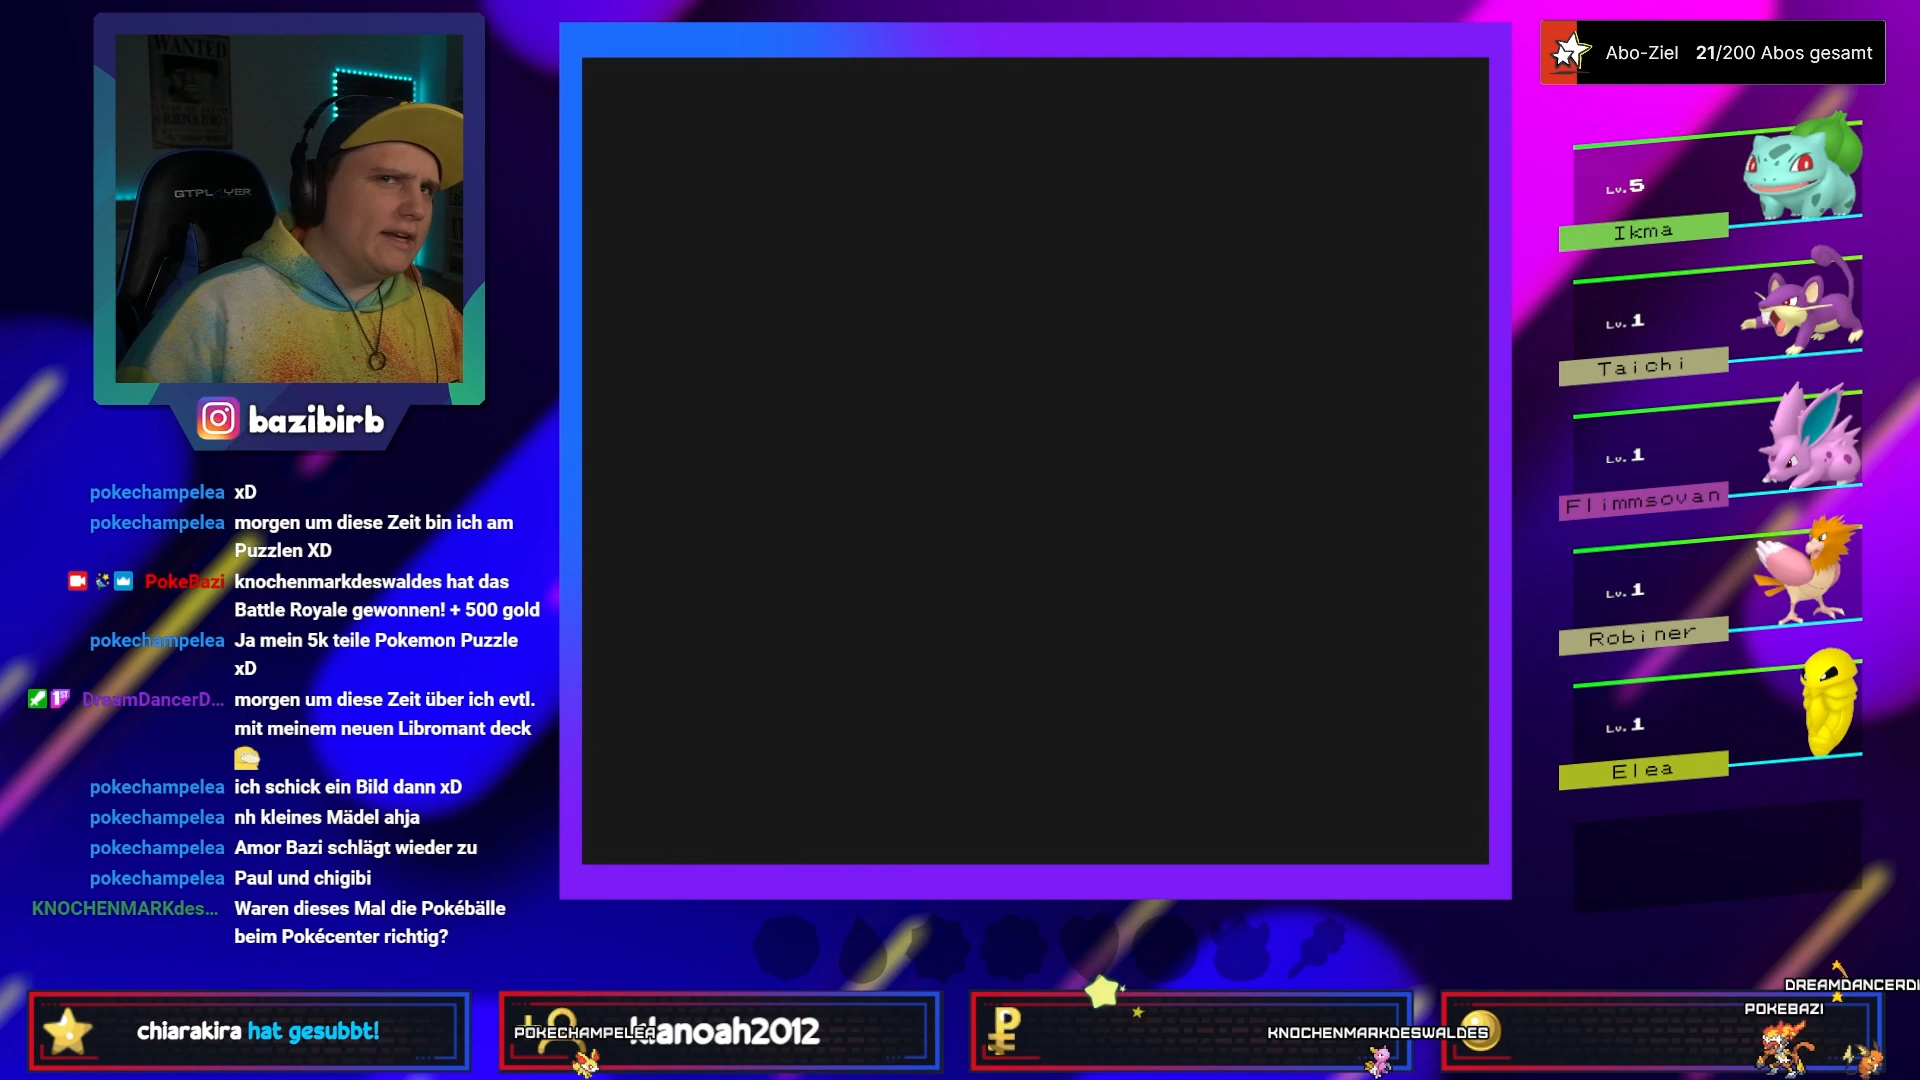 WANTED
GTPLAYER
bazibirb
pokechampelea xD
pokechampelea morgen um diese Zeit bin ich am
Puzzlen XD
PokeBazi knochenmarkdeswaldes hat das
Battle Royale gewonnen! + 500 gold
pokechampelea Ja mein 5k teile Pokemon Puzzle
xD
1ST DreamDancerD... morgen um diese Zeit über ich evtl.
mit meinem neuen Libromant deck
pokechampelea ich schick ein Bild dann xD
pokechampelea nh kleines Mädel ahja
pokechampelea Amor Bazi schlägt wieder zu
pokechampelea Paul und chigibi
KNOCHENMARKdes... Waren dieses Mal die Pokébälle
beim Pokécenter richtig?
Abo-Ziel 21/200 Abos gesamt
Lv.5
Ikma
Lv.1
Taichi
Lv.1
Flimmsovan
Lv.1
Robiner
Lv.1
Elea
chiarakira hat gesubbt!
POKECHAMPELEA
KNOCHENMARKDESWALDES
POKEBAZI